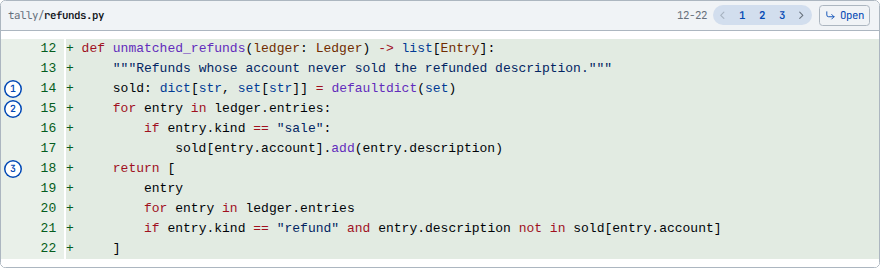 tally/refunds.py 12-22 < 1 2 3 > Open
12 + def unmatched_refunds(ledger: Ledger) -> list[Entry]:
13 +     """Refunds whose account never sold the refunded description."""
1 14 +     sold: dict[str, set[str]] = defaultdict(set)
2 15 +     for entry in ledger.entries:
16 +         if entry.kind == "sale":
17 +             sold[entry.account].add(entry.description)
3 18 +     return [
19 +         entry
20 +         for entry in ledger.entries
21 +         if entry.kind == "refund" and entry.description not in sold[entry.account]
22 +     ]